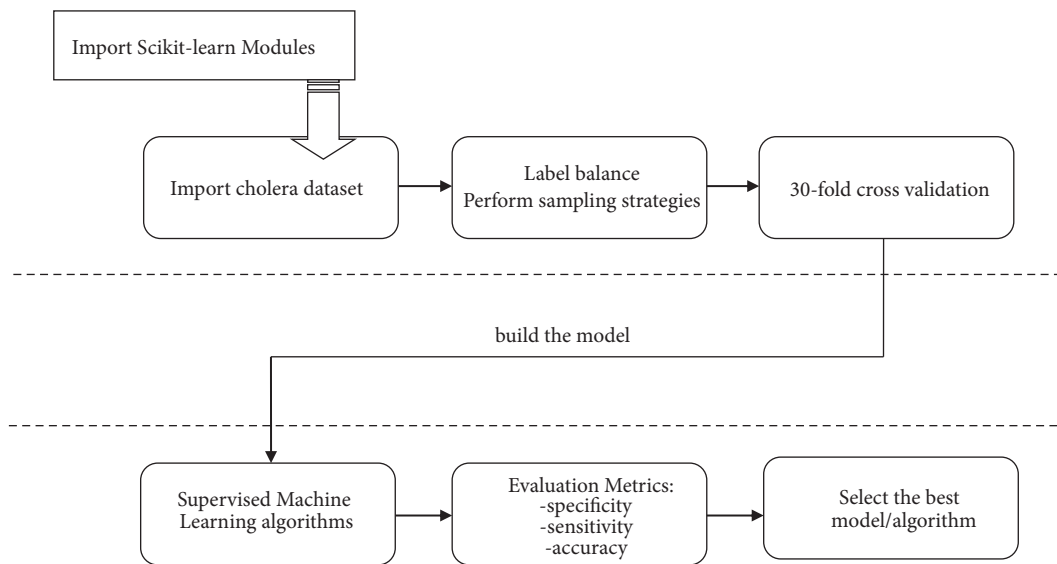 Import Scikit-learn Modules
Import cholera dataset
Label balance
Perform sampling strategies
30-fold cross validation
build the model
Supervised Machine
Learning algorithms
Evaluation Metrics:
-specificity
-sensitivity
-accuracy
Select the best
model/algorithm